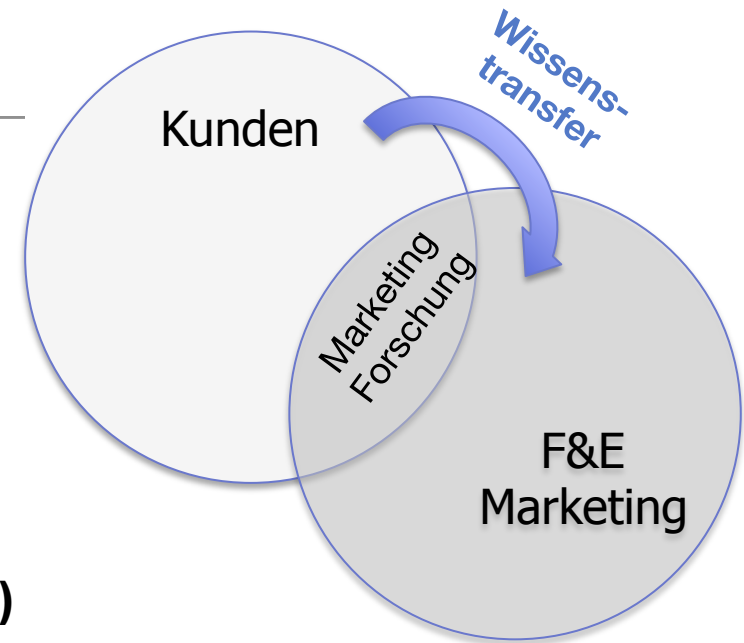 Wissens-
transfer
Kunden
Marketing
Forschung
F&E
Marketing
)